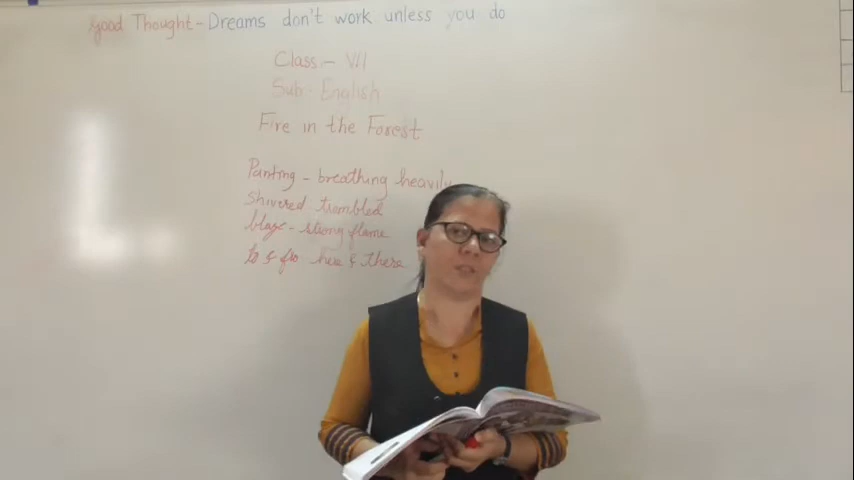 Good Thought - Dreams don't work unless you do
Class - VII
Sub - English
Fire in the Forest
Panting - breathing heavily
Shivered trembled
blaze - strong flame
to & fro here & there